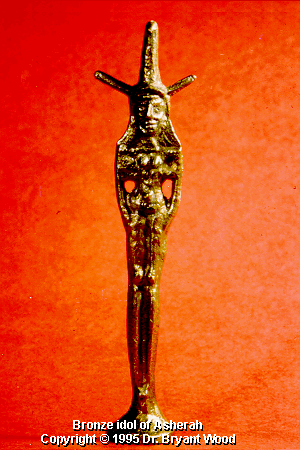 Bronze idol of Asherah
Copyright © 1995 Dr. Bryant Wood